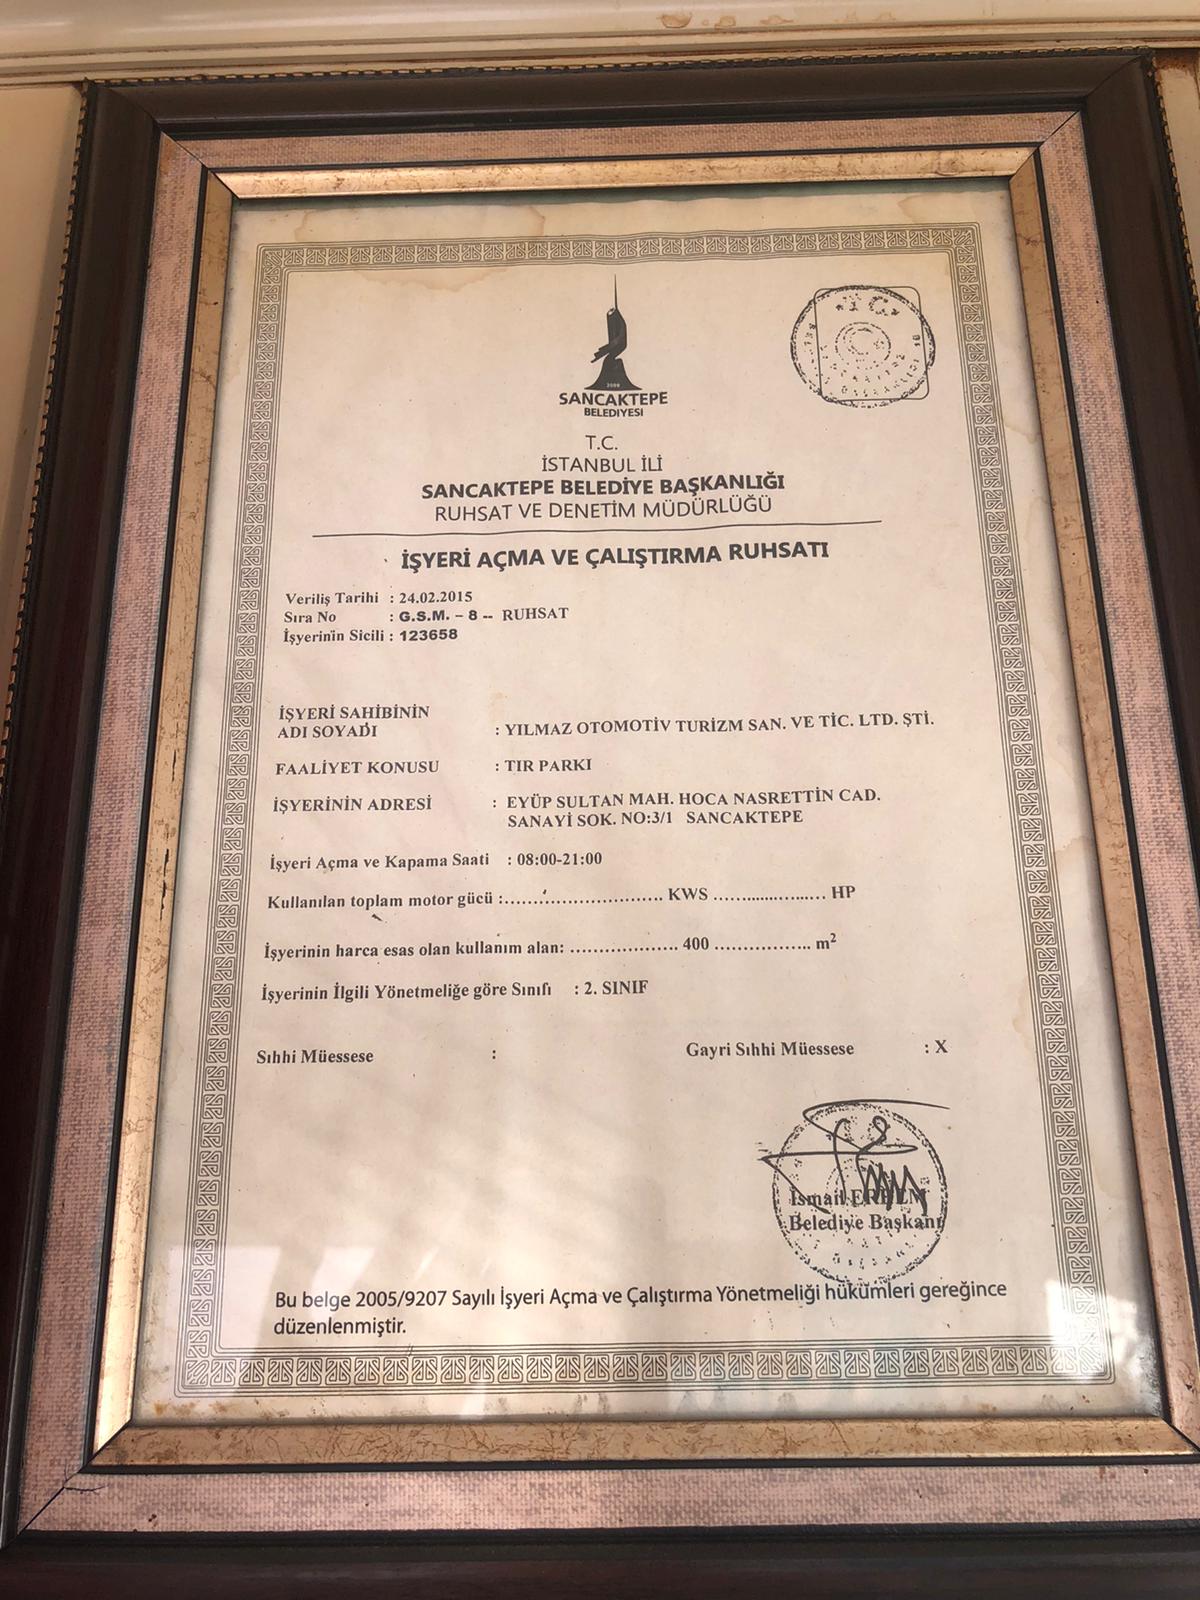 2009
SANCAKTEPE
BELEDİYESİ
T.C.
T.C.
İSTANBUL İLİ
SANCAKTEPE BELEDİYE BAŞKANLIĞI
RUHSAT VE DENETİM MÜDÜRLÜĞÜ
İŞYERİ AÇMA VE ÇALIŞTIRMA RUHSATI
Veriliş Tarihi : 24.02.2015
Sıra No : G.S.M. – 8 -- RUHSAT
İşyerinin Sicili : 123658
İŞYERİ SAHİBİNİN
ADI SOYADI : YILMAZ OTOMOTİV TURİZM SAN. VE TİC. LTD. ŞTİ.
FAALİYET KONUSU : TIR PARKI
İŞYERİNİN ADRESİ : EYÜP SULTAN MAH. HOCA NASRETTİN CAD.
SANAYİ SOK. NO:3/1 SANCAKTEPE
İşyeri Açma ve Kapama Saati : 08:00-21:00
Kullanılan toplam motor gücü :............................ KWS ................... HP
İşyerinin harca esas olan kullanım alan: ................... 400 ................. m²
İşyerinin İlgili Yönetmeliğe göre Sınıfı : 2. SINIF
Sıhhi Müessese : Gayri Sıhhi Müessese : X
İsmail ERDEM
Belediye Başkanı
Bu belge 2005/9207 Sayılı İşyeri Açma ve Çalıştırma Yönetmeliği hükümleri gereğince
düzenlenmiştir.